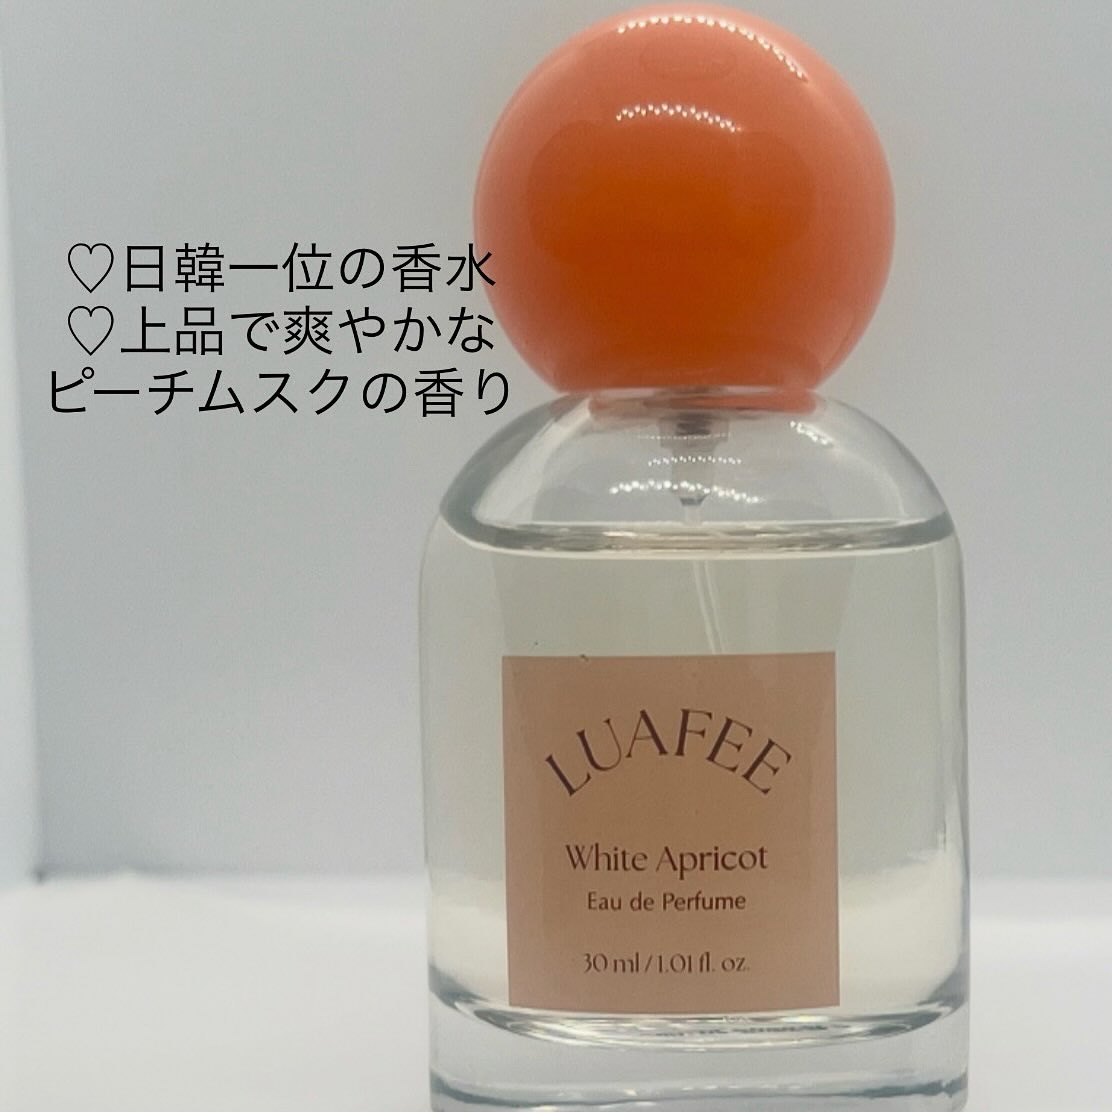 ♡日韓一位の香水
♡上品で爽やかな
ピーチムスクの香り
LUAFEE
White Apricot
Eau de Perfume
30 ml / 1.01 fl. oz.